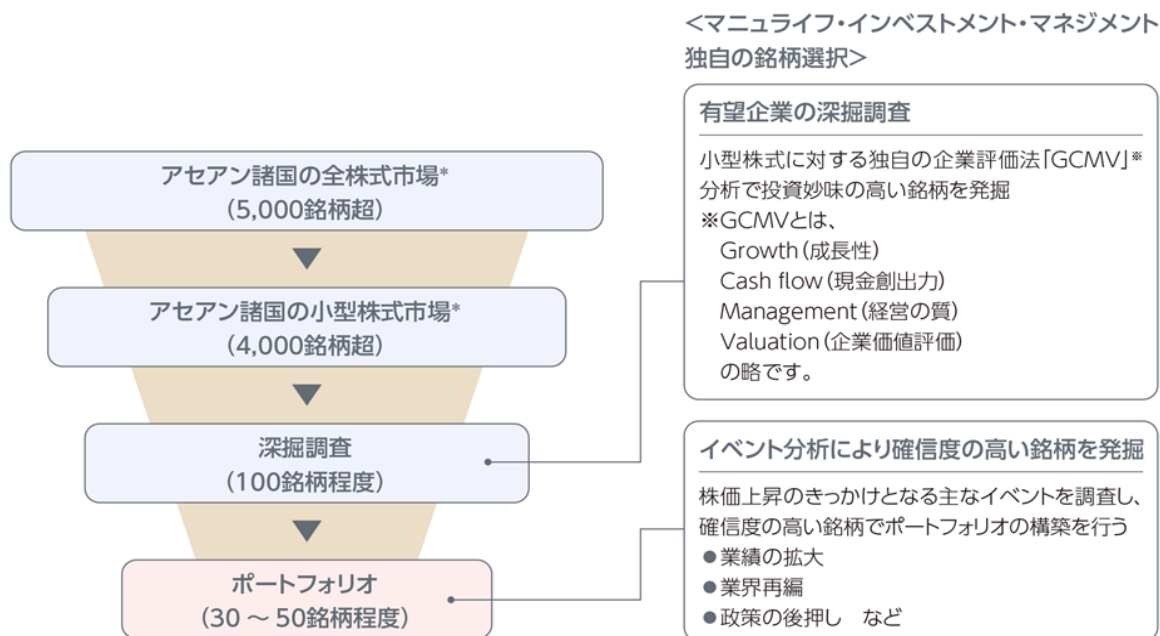 アセアン諸国の全株式市場*
(5,000銘柄超)
アセアン諸国の小型株式市場*
(4,000銘柄超)
深掘調査
(100銘柄程度)
ポートフォリオ
(30 ～ 50銘柄程度)
<マニュライフ・インベストメント・マネジメント
独自の銘柄選択>
有望企業の深掘調査
小型株式に対する独自の企業評価法「GCMV」※
分析で投資妙味の高い銘柄を発掘
※GCMVとは、
Growth(成長性)
Cash flow(現金創出力)
Management(経営の質)
Valuation(企業価値評価)
の略です。
イベント分析により確信度の高い銘柄を発掘
株価上昇のきっかけとなる主なイベントを調査し、
確信度の高い銘柄でポートフォリオの構築を行う
●業績の拡大
●業界再編
●政策の後押し　など